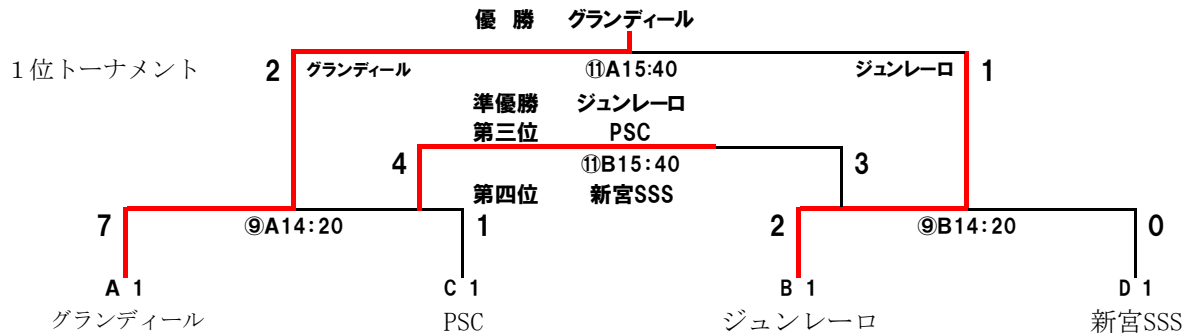 優 勝 グランディール
1位トーナメント 2 グランディール ⑪A15:40 ジュンレーロ 1
準優勝 ジュンレーロ
第三位 PSC
4 ⑪B15:40 3
第四位 新宮SSS
7 ⑨A14:20 1 2 ⑨B14:20 0
A 1 C 1 B 1 D 1
グランディール PSC ジュンレーロ 新宮SSS